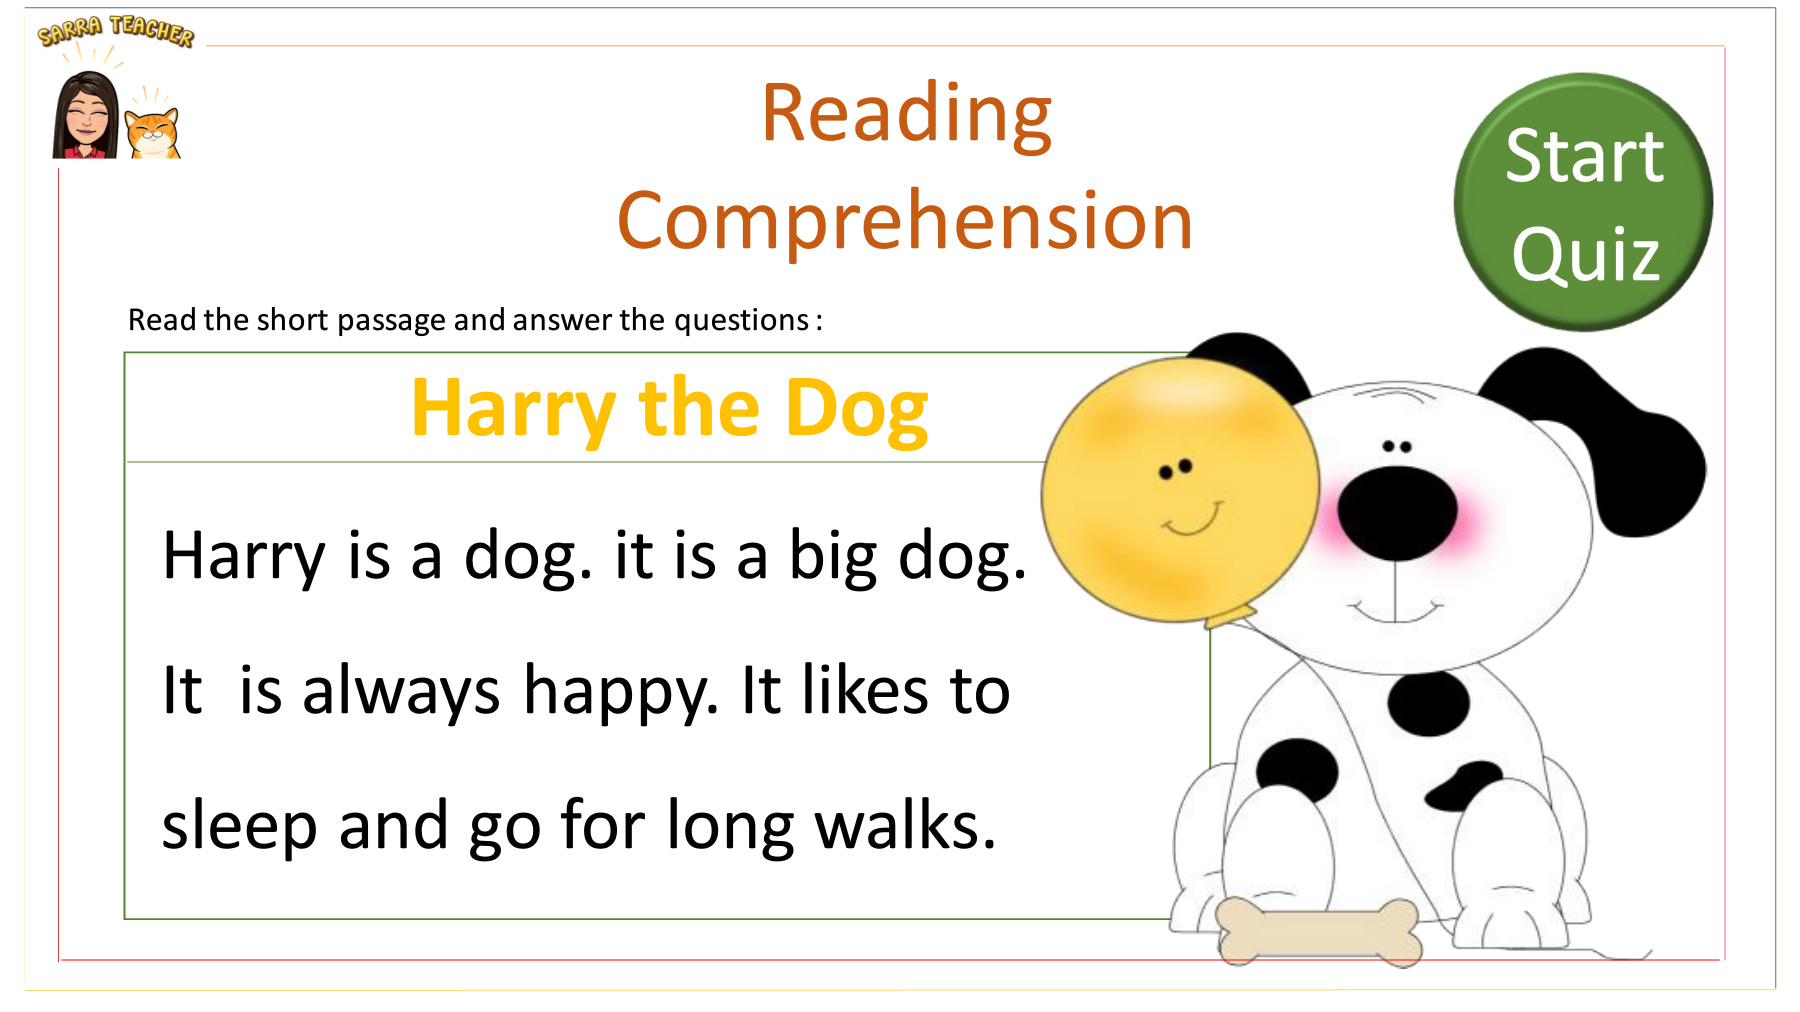 SARRA TEACHER
Reading
Comprehension
Start
Quiz
Read the short passage and answer the questions :
Harry the Dog
Harry is a dog. it is a big dog.
It  is always happy. It likes to
sleep and go for long walks.